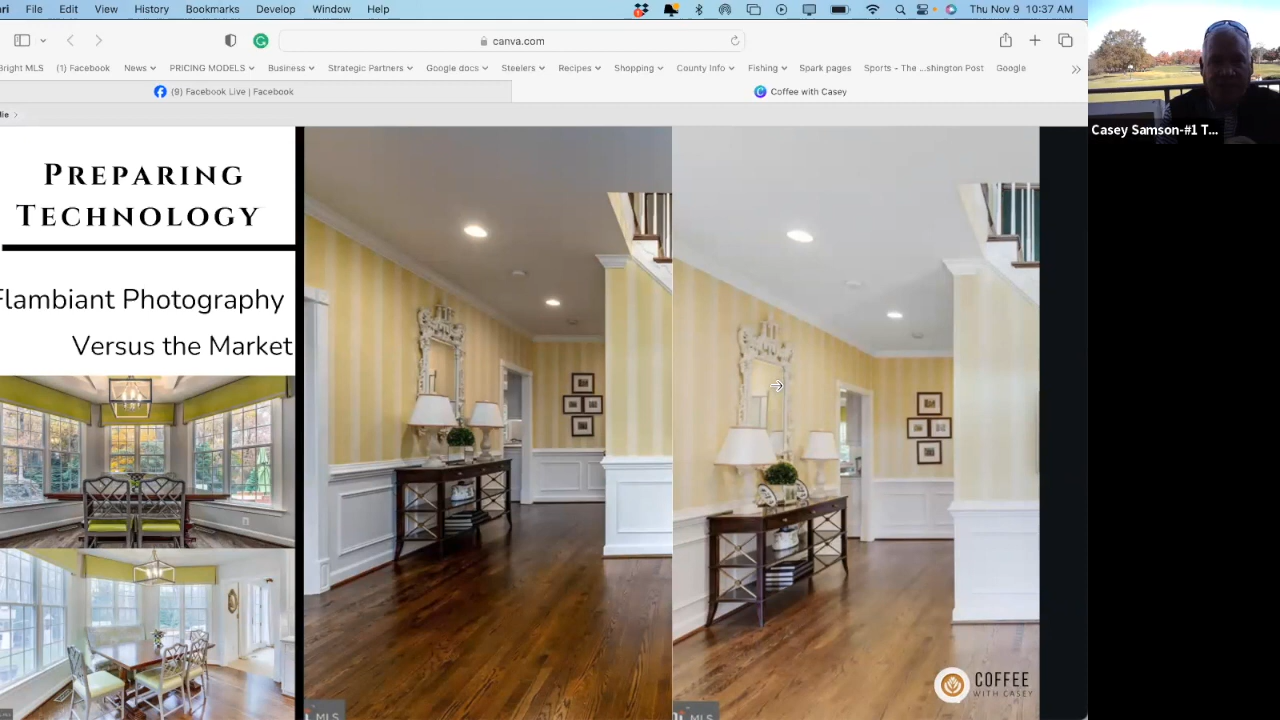 File Edit View History Bookmarks Develop Window Help Thu Nov 9 10:37 AM
canva.com
Bright MLS (1) Facebook News PRICING MODELS Business Strategic Partners Google docs Steelers Recipes Shopping County Info Fishing Spark pages Sports - The ...shington Post Google
(9) Facebook Live | Facebook Coffee with Casey
PREPARING
TECHNOLOGY
Flambiant Photography
Versus the Market
MLS
MLS
COFFEE
WITH CASEY
Casey Samson-#1 T...